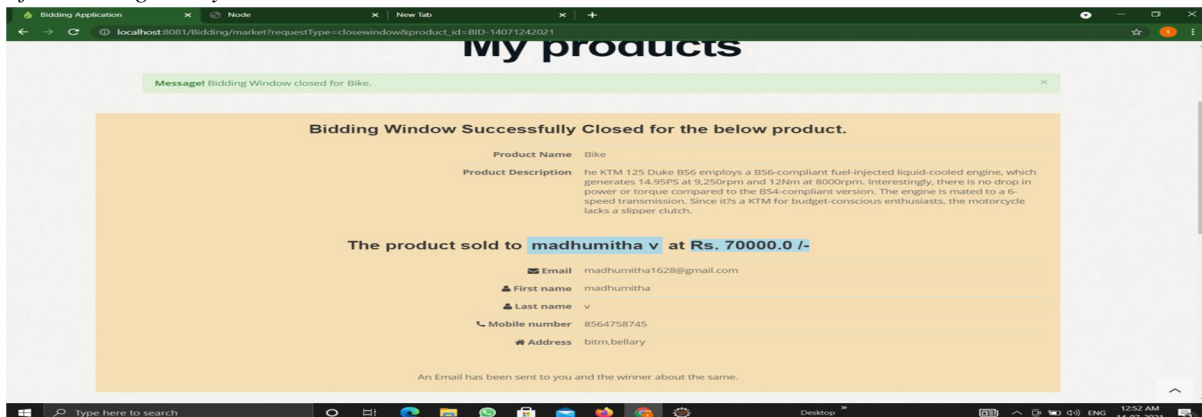 Bidding Application
Node
New Tab
localhost:8081/Bidding/market?requestType=closewindow&product_id=BID-14071242021
My products
Message! Bidding Window closed for Bike.
Bidding Window Successfully Closed for the below product.
Product Name Bike
Product Description he KTM 125 Duke BS6 employs a BS6-compliant fuel-injected liquid-cooled engine, which
generates 14.95PS at 9,250rpm and 12Nm at 8000rpm. Interestingly, there is no drop in
power or torque compared to the BS4-compliant version. The engine is mated to a 6-
speed transmission. Since it?s a KTM for budget-conscious enthusiasts, the motorcycle
lacks a slipper clutch.
The product sold to madhumitha v at Rs. 70000.0 /-
Email madhumitha1628@gmail.com
First name madhumitha
Last name v
Mobile number 8564758745
Address bitm,bellary
An Email has been sent to you and the winner about the same.
Type here to search
Desktop
ENG
12:52 AM
14-07-2021